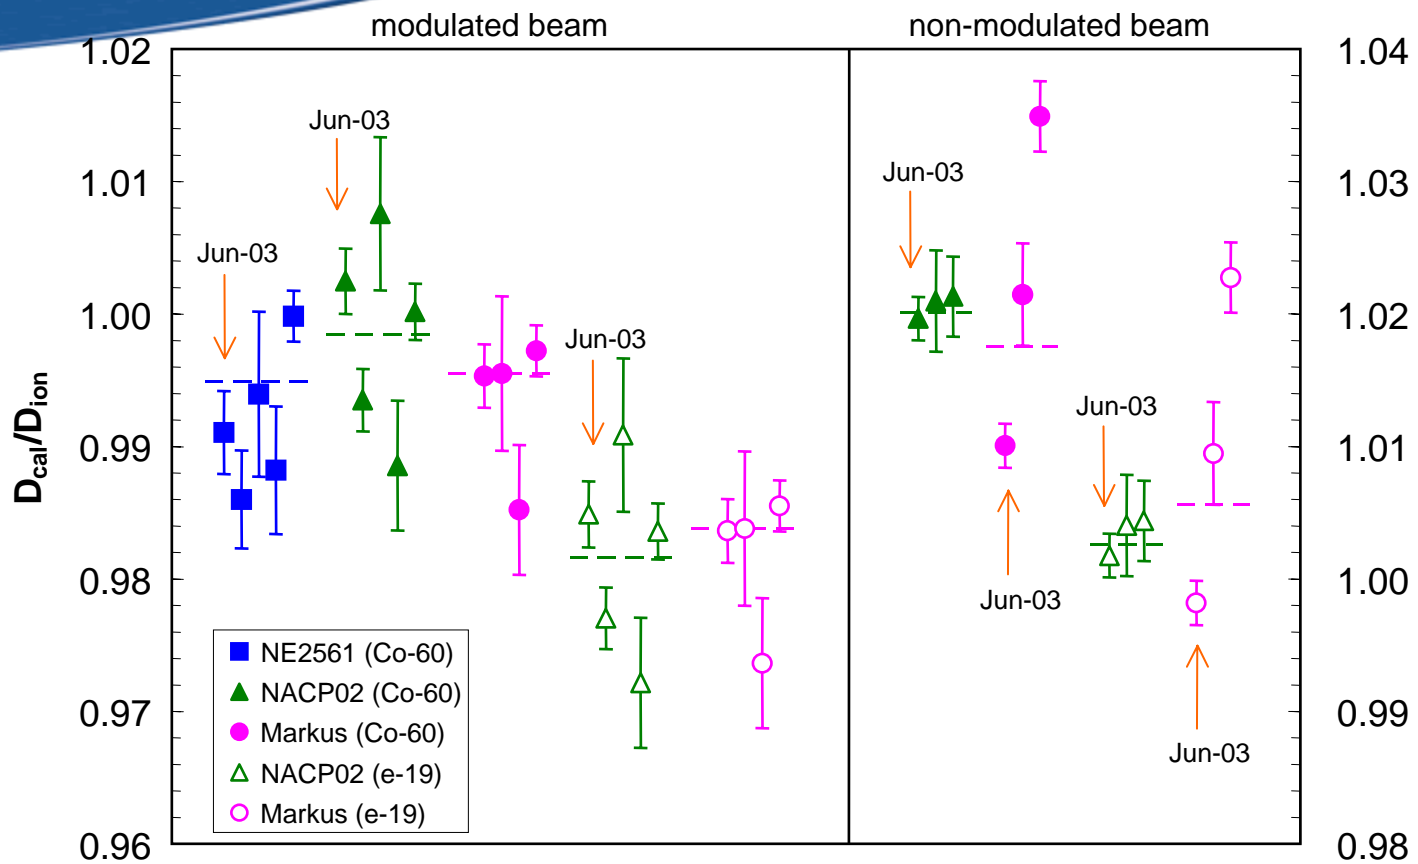 modulated beam
non-modulated beam
1.02
1.01
1.00
0.99
0.98
0.97
0.96
D_cal/D_ion
Jun-03
Jun-03
Jun-03
Jun-03
Jun-03
Jun-03
Jun-03
NE2561 (Co-60)
NACP02 (Co-60)
Markus (Co-60)
NACP02 (e-19)
Markus (e-19)
1.04
1.03
1.02
1.01
1.00
0.99
0.98